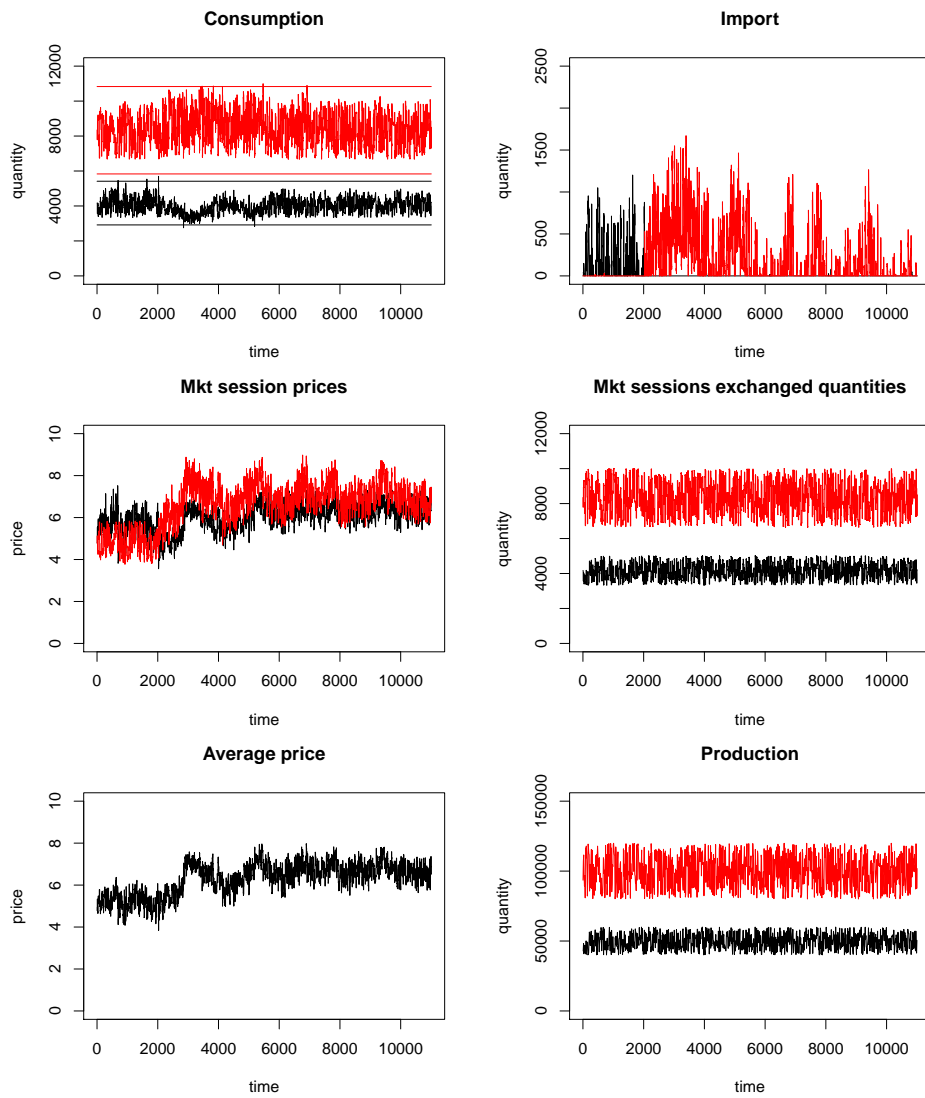 Consumption
quantity
0 4000 8000 12000
0 2000 4000 6000 8000 10000
time
Import
quantity
0 500 1500 2500
0 2000 4000 6000 8000 10000
time
Mkt session prices
price
0 2 4 6 8 10
0 2000 4000 6000 8000 10000
time
Mkt sessions exchanged quantities
quantity
0 4000 8000 12000
0 2000 4000 6000 8000 10000
time
Average price
price
0 2 4 6 8 10
0 2000 4000 6000 8000 10000
time
Production
quantity
0 50000 100000 150000
0 2000 4000 6000 8000 10000
time